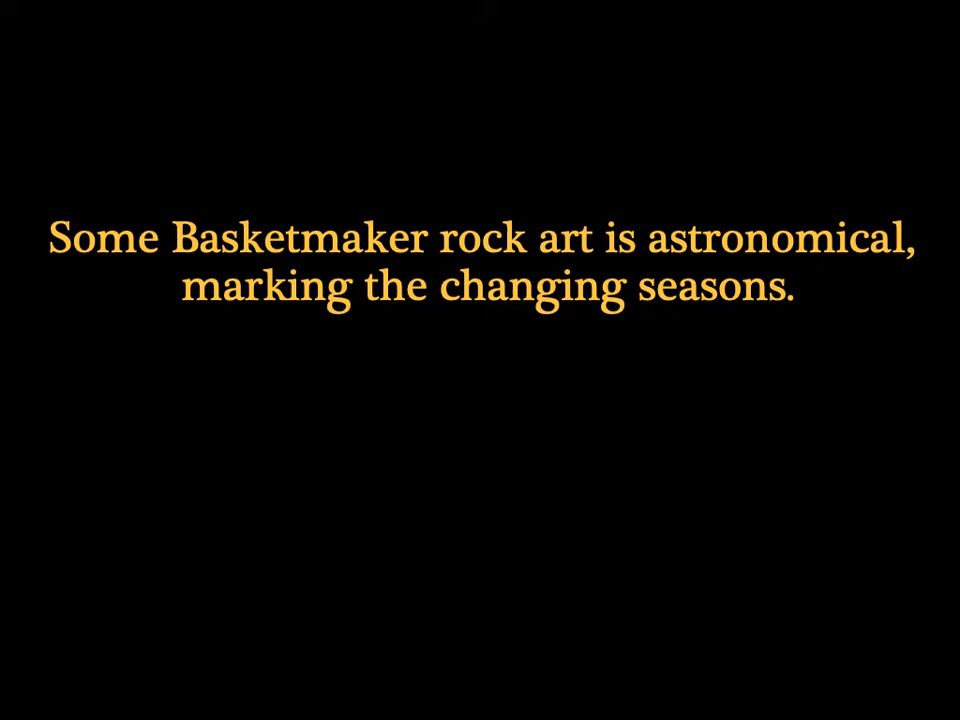 Some Basketmaker rock art is astronomical,
marking the changing seasons.